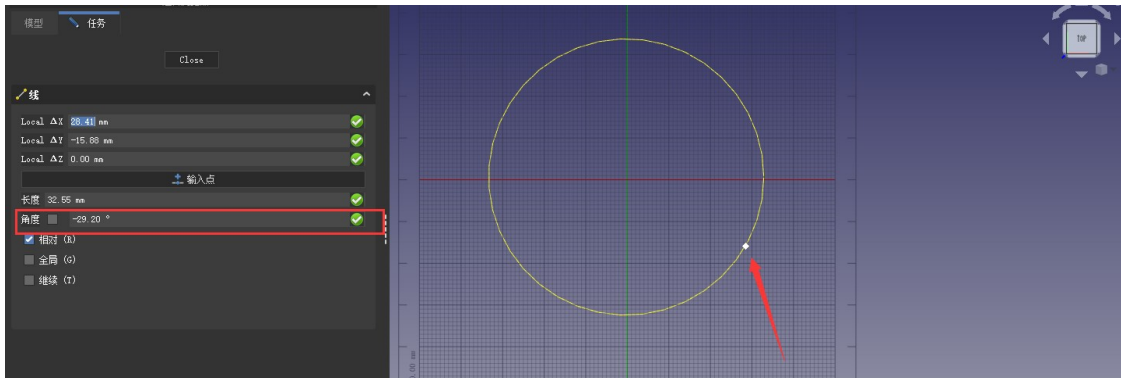 模型 任务
Close
线
Local ΔX 28.41 mm
Local ΔY -15.88 mm
Local ΔZ 0.00 mm
输入点
长度 32.55 mm
角度 -29.20 °
相对 (R)
全局 (G)
继续 (T)
TOP